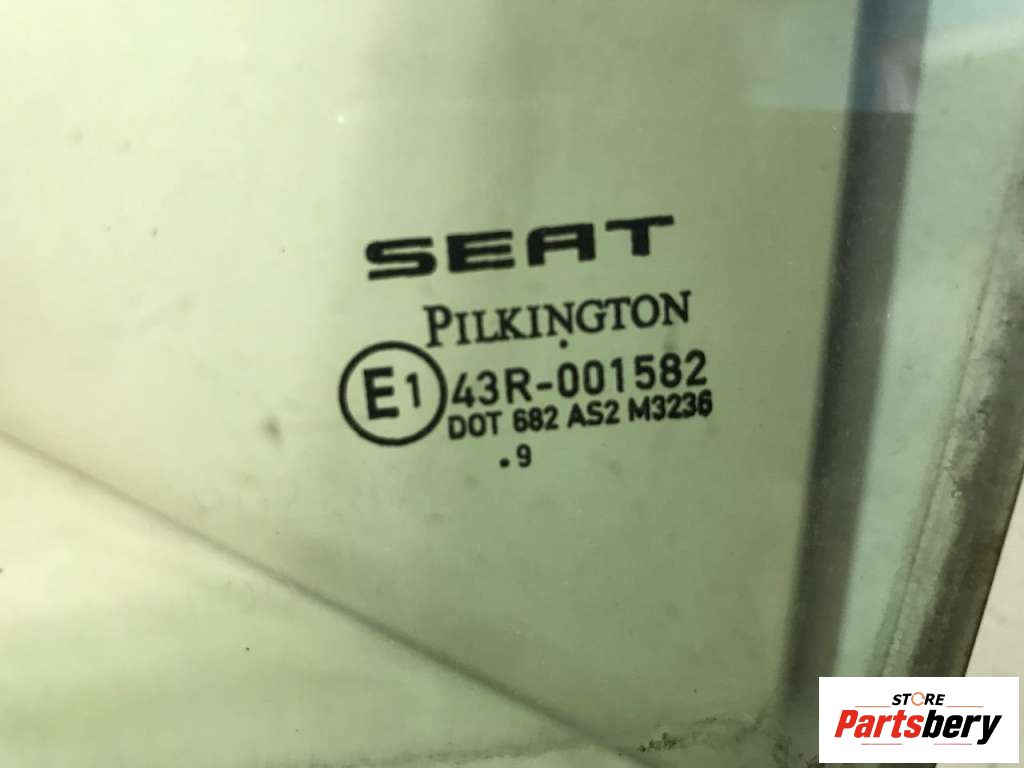 SEAT
PILKINGTON
E1 43R-001582
DOT 682 AS2 M3236
.9
STORE
Partsbery